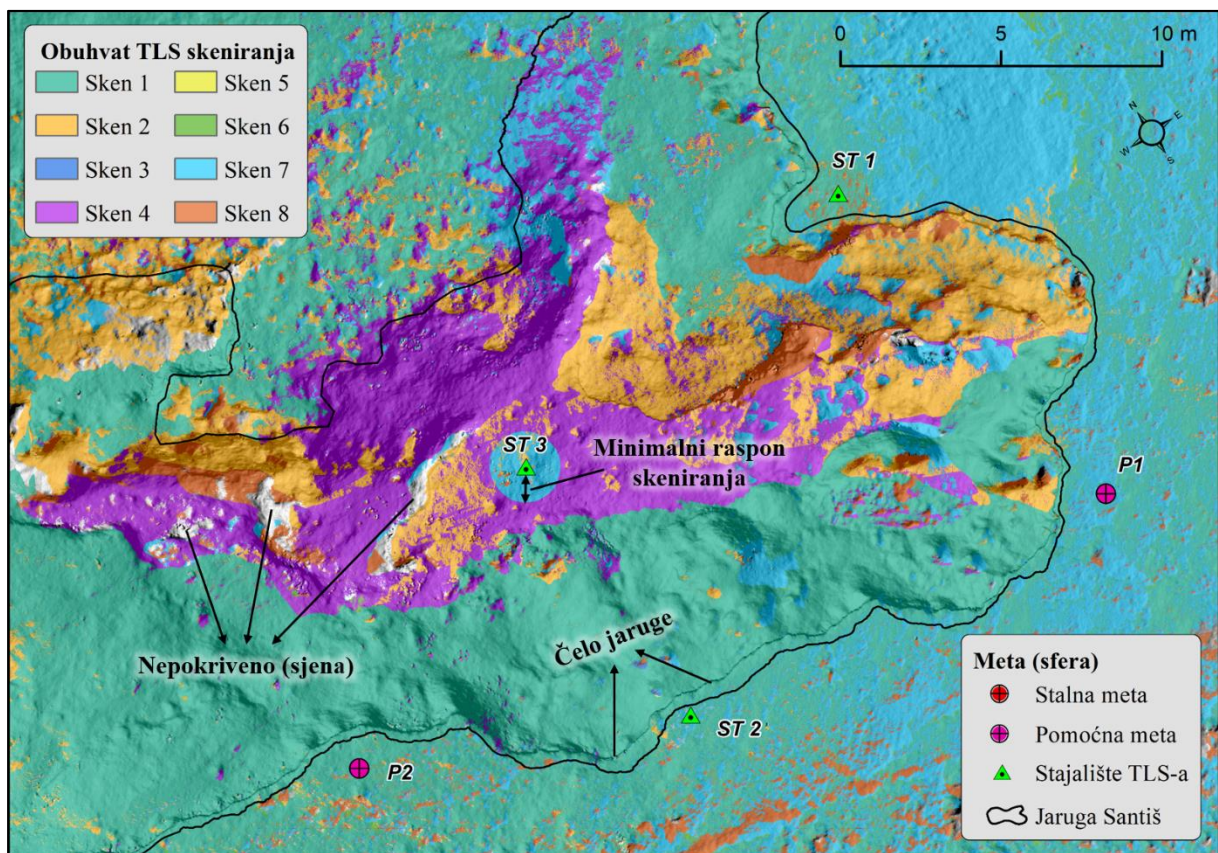 Obuhvat TLS skeniranja
Sken 1
Sken 5
Sken 2
Sken 6
Sken 3
Sken 7
Sken 4
Sken 8
0
5
10 m
N
E
W
S
ST 1
ST 3
Minimalni raspon
skeniranja
P1
Nepokriveno (sjena)
Čelo jaruge
ST 2
P2
Meta (sfera)
Stalna meta
Pomoćna meta
Stajalište TLS-a
Jaruga Santiš